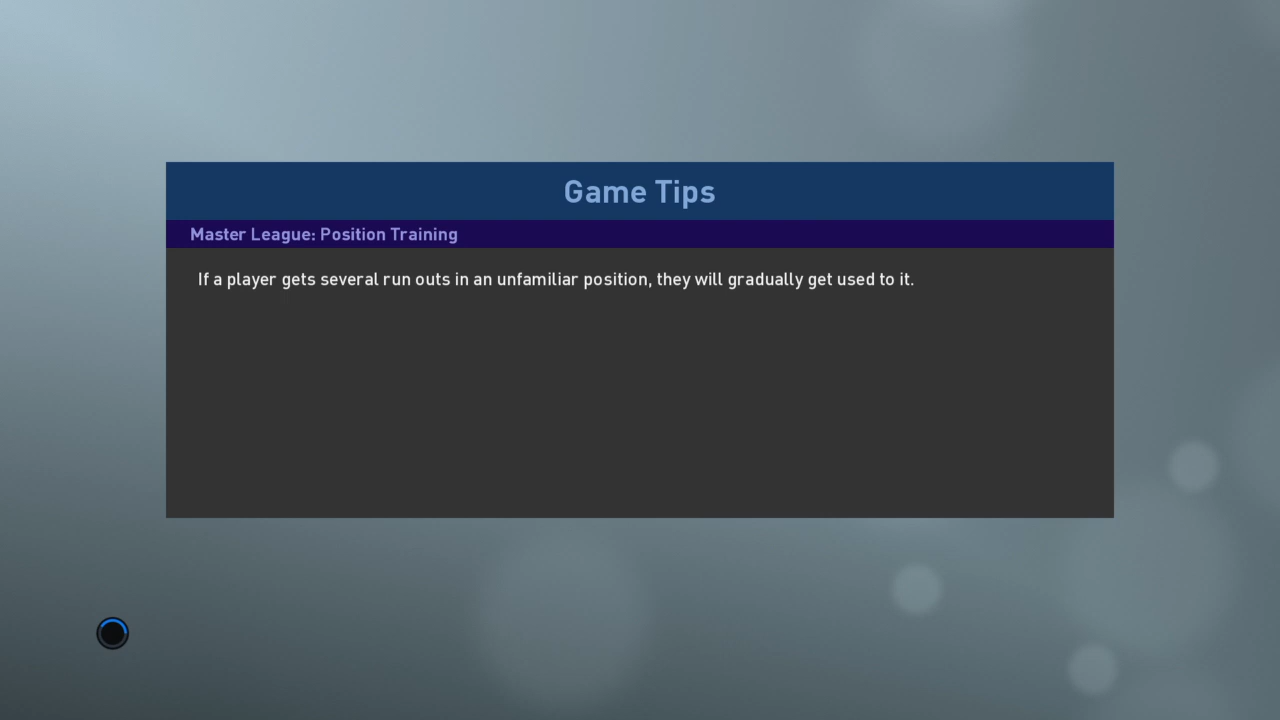 Game Tips
Master League: Position Training
If a player gets several run outs in an unfamiliar position, they will gradually get used to it.